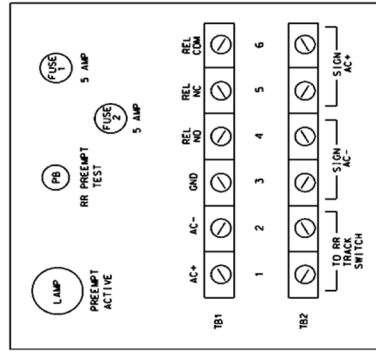 LAMP
PREEMPT
ACTIVE
PB
RR PREEMPT
TEST
FUSE
1
5 AMP
FUSE
2
5 AMP
AC+
AC-
GND
REL
NO
REL
NC
REL
COM
TB1
1
2
3
4
5
6
TB2
TO RR
TRACK
SWITCH
SIGN
AC-
SIGN
AC+